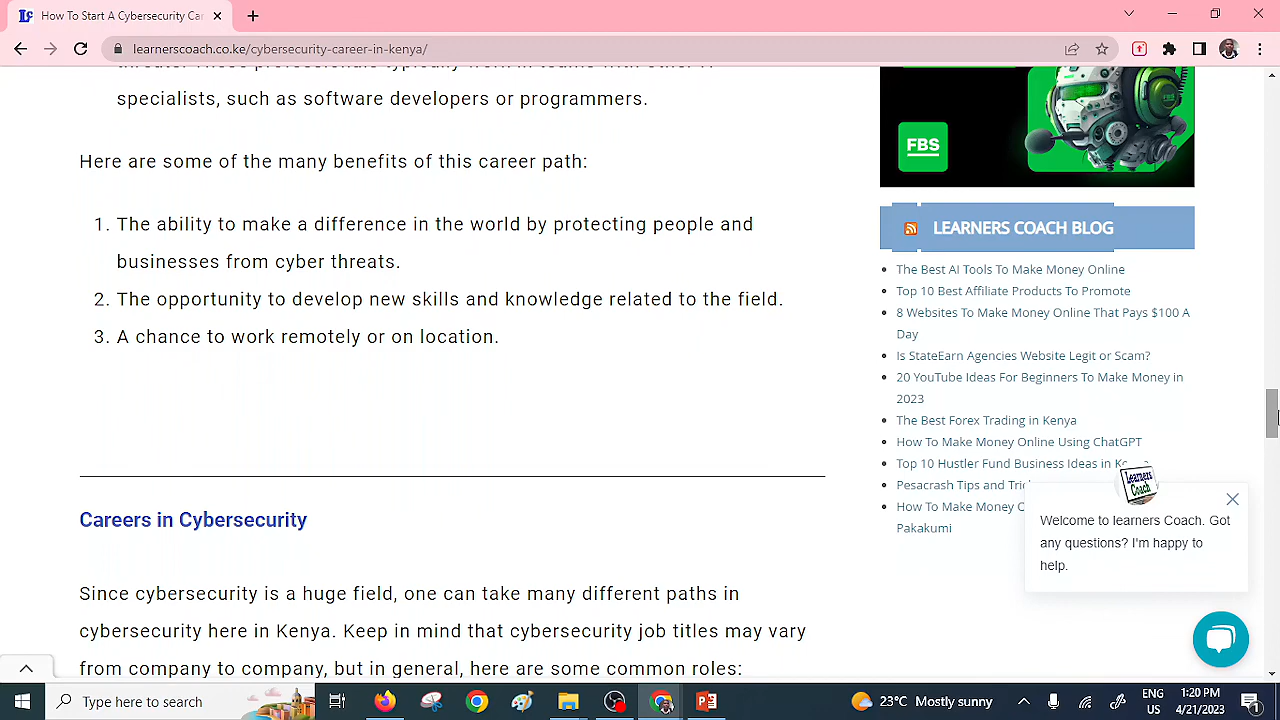 How To Start A Cybersecurity Car
learnerscoach.co.ke/cybersecurity-career-in-kenya/
specialists, such as software developers or programmers.
Here are some of the many benefits of this career path:
1. The ability to make a difference in the world by protecting people and
businesses from cyber threats.
2. The opportunity to develop new skills and knowledge related to the field.
3. A chance to work remotely or on location.
Careers in Cybersecurity
Since cybersecurity is a huge field, one can take many different paths in
cybersecurity here in Kenya. Keep in mind that cybersecurity job titles may vary
from company to company, but in general, here are some common roles:
FBS
LEARNERS COACH BLOG
The Best AI Tools To Make Money Online
Top 10 Best Affiliate Products To Promote
8 Websites To Make Money Online That Pays $100 A
Day
Is StateEarn Agencies Website Legit or Scam?
20 YouTube Ideas For Beginners To Make Money in
2023
The Best Forex Trading in Kenya
How To Make Money Online Using ChatGPT
Top 10 Hustler Fund Business Ideas in
Pesacrash Tips and
How To Make Money
Pakakumi
Learners
Coach
Welcome to learners Coach. Got
any questions? I'm happy to
help.
Type here to search
23°C Mostly sunny
ENG
US
1:20 PM
4/21/2023